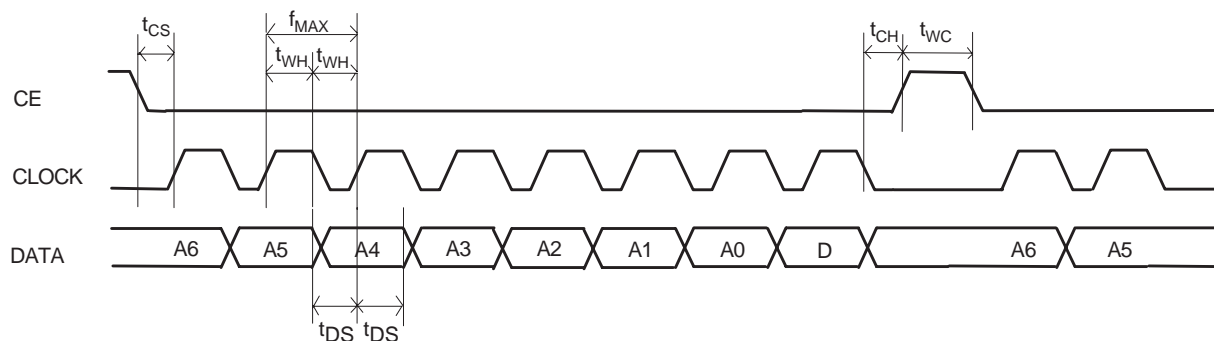 tCS
fMAX
tWH tWH
tCH tWC
CE
CLOCK
DATA
A6 A5 A4 A3 A2 A1 A0 D A6 A5
tDS tDS